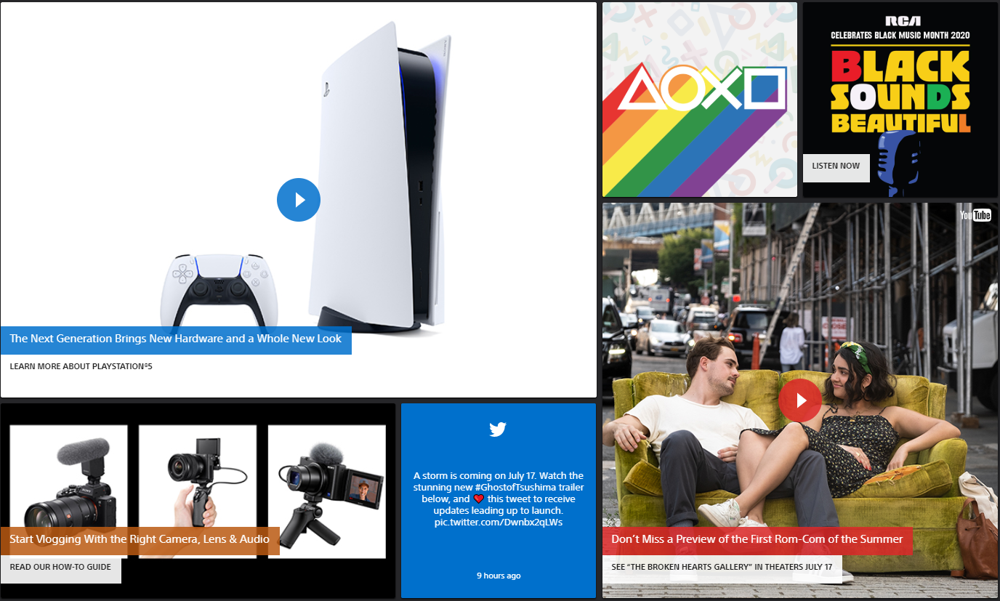 The Next Generation Brings New Hardware and a Whole New Look
LEARN MORE ABOUT PLAYSTATION®5
RCA
CELEBRATES BLACK MUSIC MONTH 2020
BLACK
SOUNDS
BEAUTIFUL
LISTEN NOW
YouTube
Don't Miss a Preview of the First Rom-Com of the Summer
SEE “THE BROKEN HEARTS GALLERY” IN THEATERS JULY 17
SONY
Start Vlogging With the Right Camera, Lens & Audio
READ OUR HOW-TO GUIDE
A storm is coming on July 17. Watch the
stunning new #GhostofTsushima trailer
below, and ❤ this tweet to receive
updates leading up to launch.
pic.twitter.com/Dwnbx2qLWs
9 hours ago